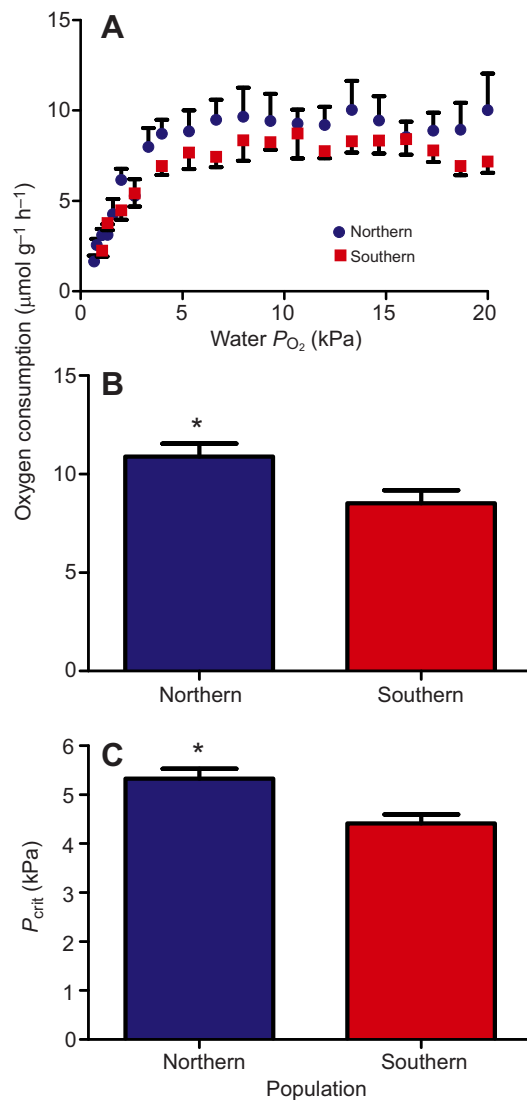 A
15
10
5
0
Northern
Southern
0 5 10 15 20
Water PO2 (kPa)
Oxygen consumption (μmol g–1 h–1)
B
15
10
5
0
*
Northern Southern
C
6
5
4
3
2
1
0
*
Pcrit (kPa)
Northern Southern
Population